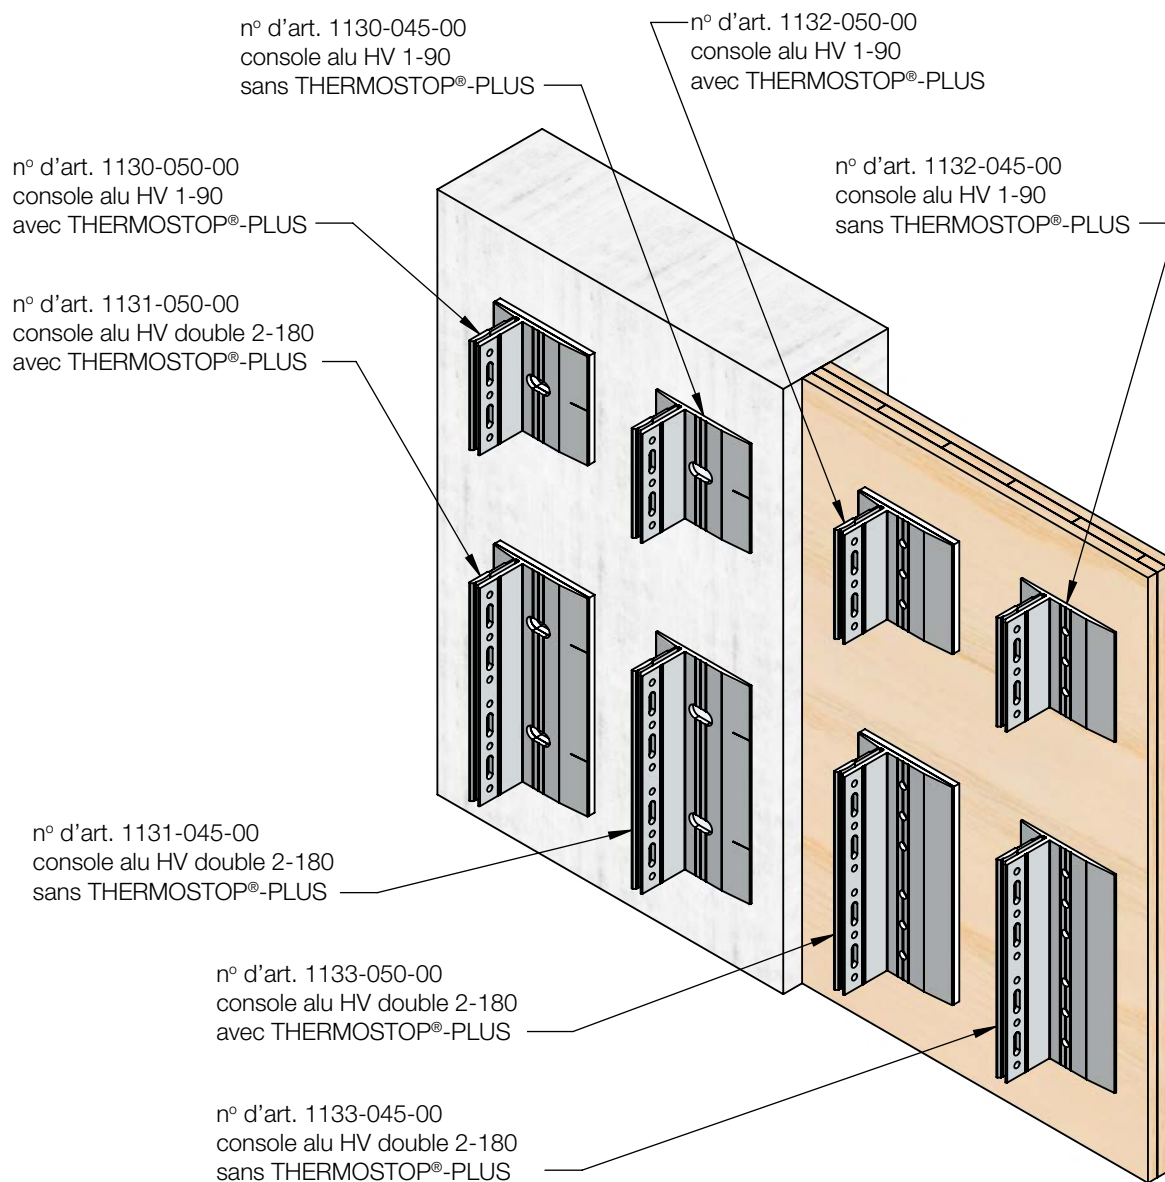 nº d'art. 1130-045-00
console alu HV 1-90
sans THERMOSTOP®-PLUS
nº d'art. 1132-050-00
console alu HV 1-90
avec THERMOSTOP®-PLUS
nº d'art. 1130-050-00
console alu HV 1-90
avec THERMOSTOP®-PLUS
nº d'art. 1132-045-00
console alu HV 1-90
sans THERMOSTOP®-PLUS
nº d'art. 1131-050-00
console alu HV double 2-180
avec THERMOSTOP®-PLUS
nº d'art. 1131-045-00
console alu HV double 2-180
sans THERMOSTOP®-PLUS
nº d'art. 1133-050-00
console alu HV double 2-180
avec THERMOSTOP®-PLUS
nº d'art. 1133-045-00
console alu HV double 2-180
sans THERMOSTOP®-PLUS